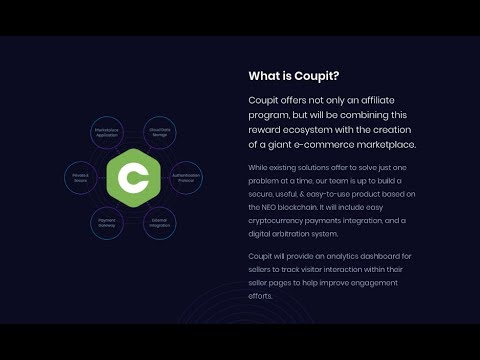 What is Coupit?
Coupit offers not only an affiliate
program, but will be combining this
reward ecosystem with the creation
of a giant e-commerce marketplace.
While existing solutions offer to solve just one
problem at a time, our team is up to build a
secure, useful, & easy-to-use product based on
the NEO blockchain. It will include easy
cryptocurrency payments integration, and a
digital arbitration system.
Coupit will provide an analytics dashboard for
sellers to track visitor interaction within their
seller pages to help improve engagement
efforts.
Marketplace
Application
Cloud Data
Storage
Private &
Secure
C
Authentication
Protocol
Payment
Gateway
External
Integration